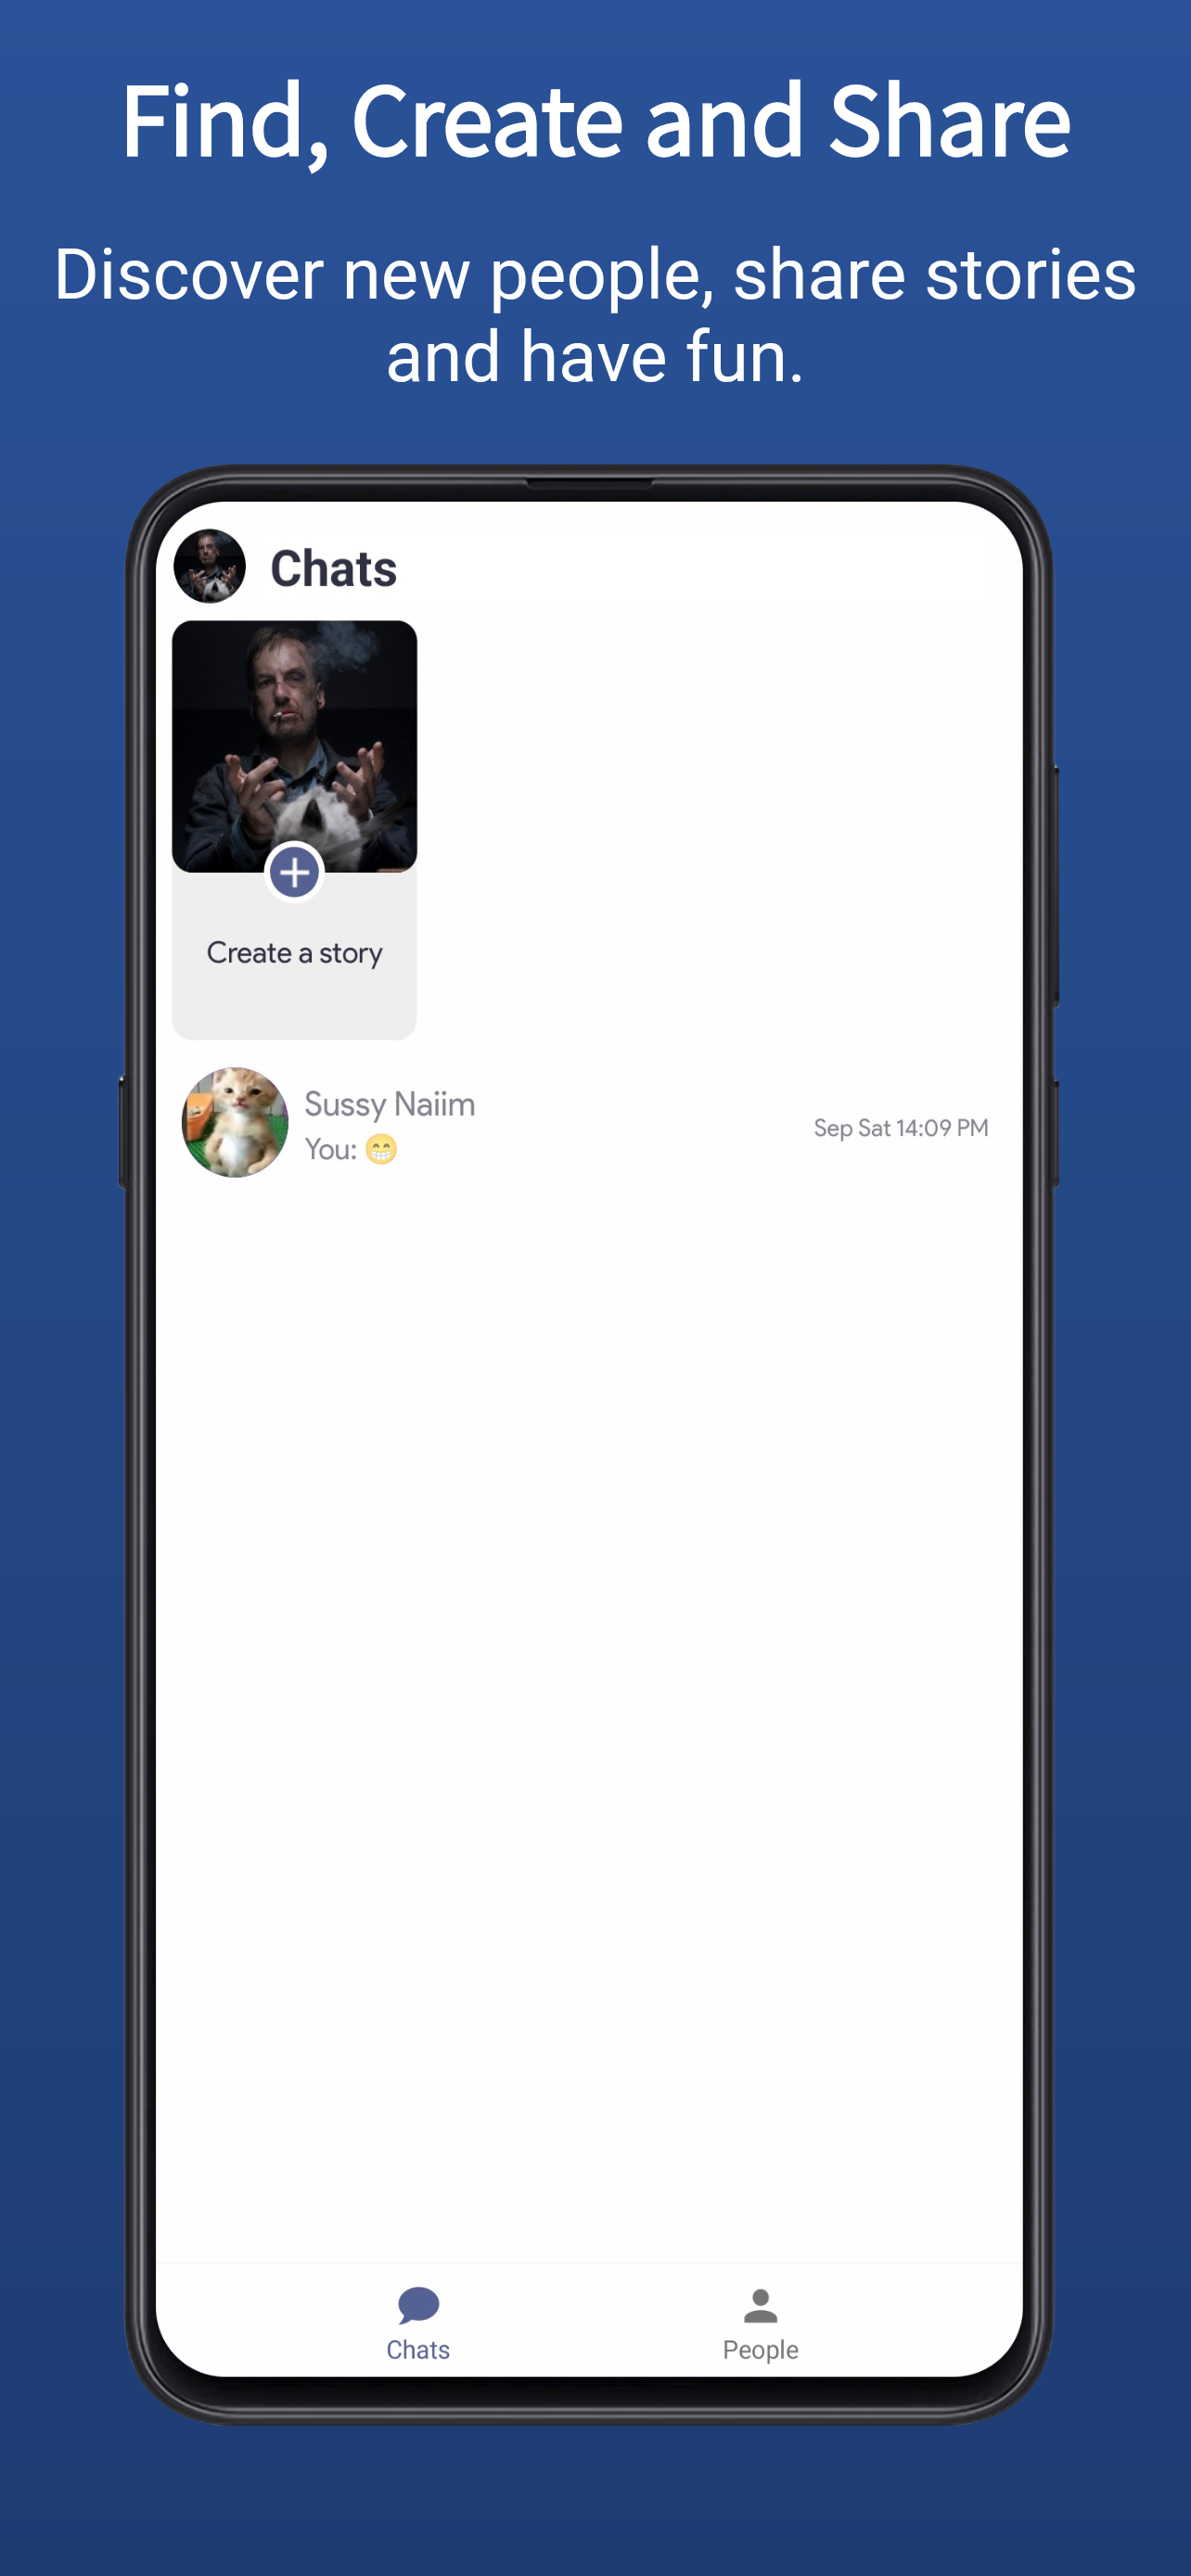 Find, Create and Share
Discover new people, share stories
and have fun.
Chats
Create a story
Sussy Naiim
You: 😁
Sep Sat 14:09 PM
Chats
People